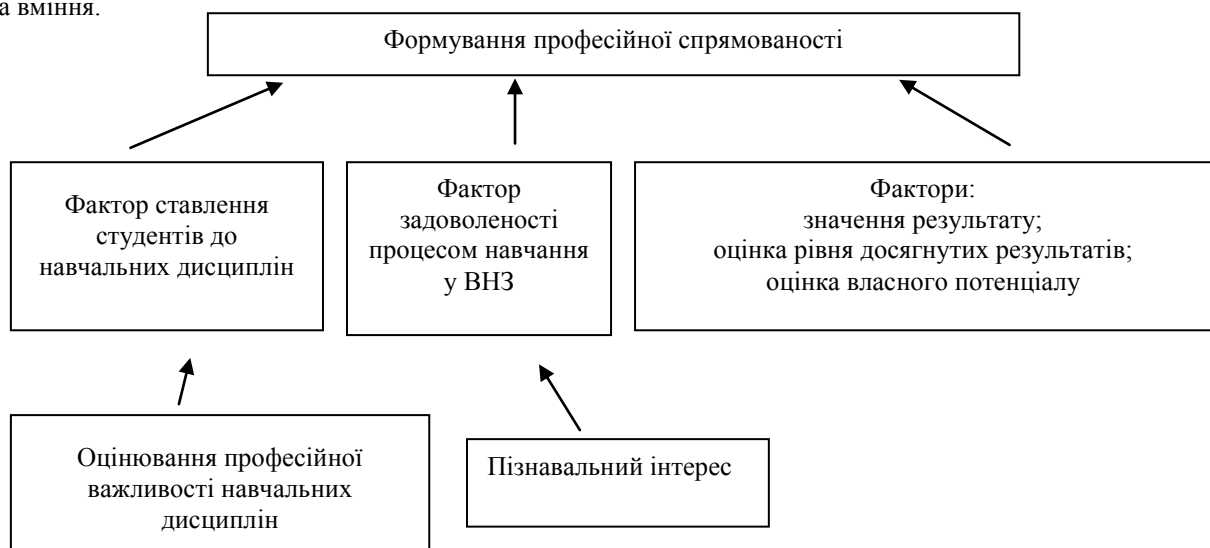 а вміння.
Формування професійної спрямованості
Фактор ставлення
студентів до
навчальних дисциплін
Фактор
задоволеності
процесом навчання
у ВНЗ
Фактори:
значення результату;
оцінка рівня досягнутих результатів;
оцінка власного потенціалу
Оцінювання професійної
важливості навчальних
дисциплін
Пізнавальний інтерес